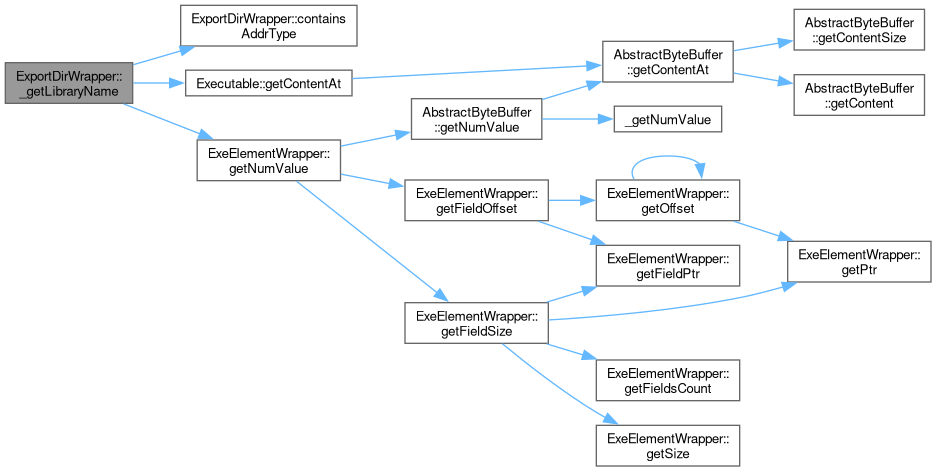 ExportDirWrapper::
_getLibraryName
ExportDirWrapper::contains
AddrType
Executable::getContentAt
ExeElementWrapper::
getNumValue
AbstractByteBuffer
::getNumValue
ExeElementWrapper::
getFieldOffset
ExeElementWrapper::
getFieldSize
AbstractByteBuffer
::getContentAt
_getNumValue
ExeElementWrapper::
getOffset
ExeElementWrapper::
getFieldPtr
ExeElementWrapper::
getFieldsCount
ExeElementWrapper::
getSize
AbstractByteBuffer
::getContentSize
AbstractByteBuffer
::getContent
ExeElementWrapper::
getPtr